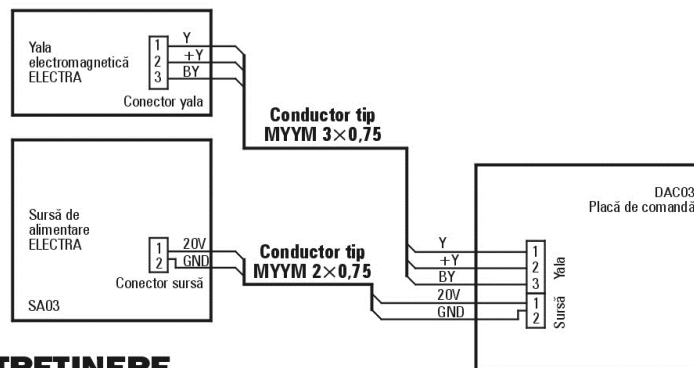 Yala
electromagnetică
ELECTRA
1
2
3
Y
+Y
BY
Conector yala
Conductor tip
MYYM 3×0,75
Sursă de
alimentare
ELECTRA
1
2
20V
GND
Conector sursă
SA03
Conductor tip
MYYM 2×0,75
DAC03
Placă de comandă
Y
+Y
BY
20V
GND
1
2
3
1
2
Yala
Sursă